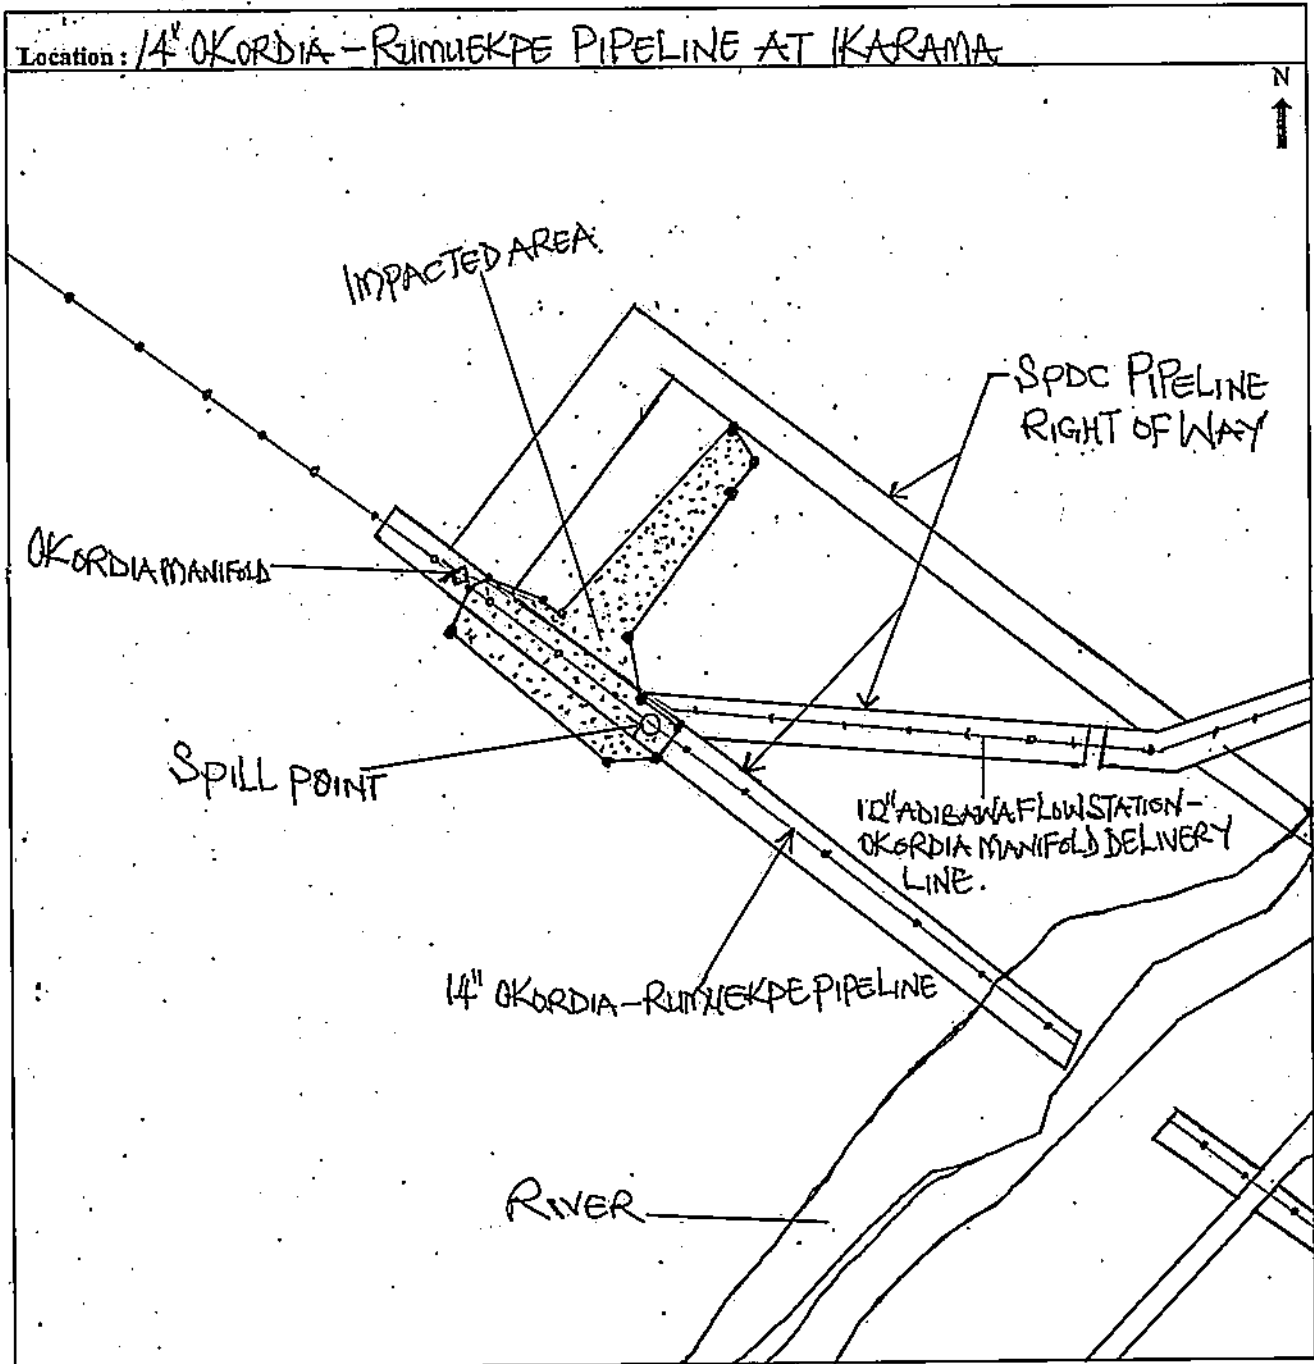 Location: 14" OKORDIA - RUMUEKPE PIPELINE AT IKARAMA
N
IMPACTED AREA.
SPDC PIPELINE
RIGHT OF WAY
OKORDIA MANIFOLD
SPILL POINT
10" ADIBAWA FLOWSTATION -
OKORDIA MANIFOLD DELIVERY
LINE.
14" OKORDIA - RUMUEKPE PIPELINE
RIVER